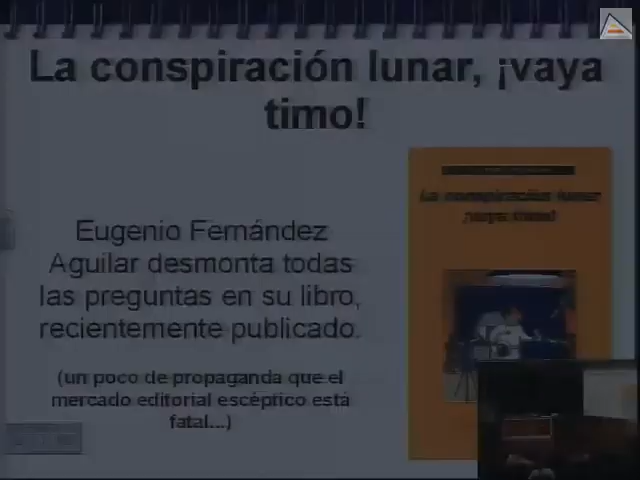 La conspiración lunar, ¡vaya
timo!
Eugenio Fernández
Aguilar desmonta todas
las preguntas en su libro,
recientemente publicado.
(un poco de propaganda que el
mercado editorial escéptico está
fatal...)
La conspiración lunar
¡vaya timo!